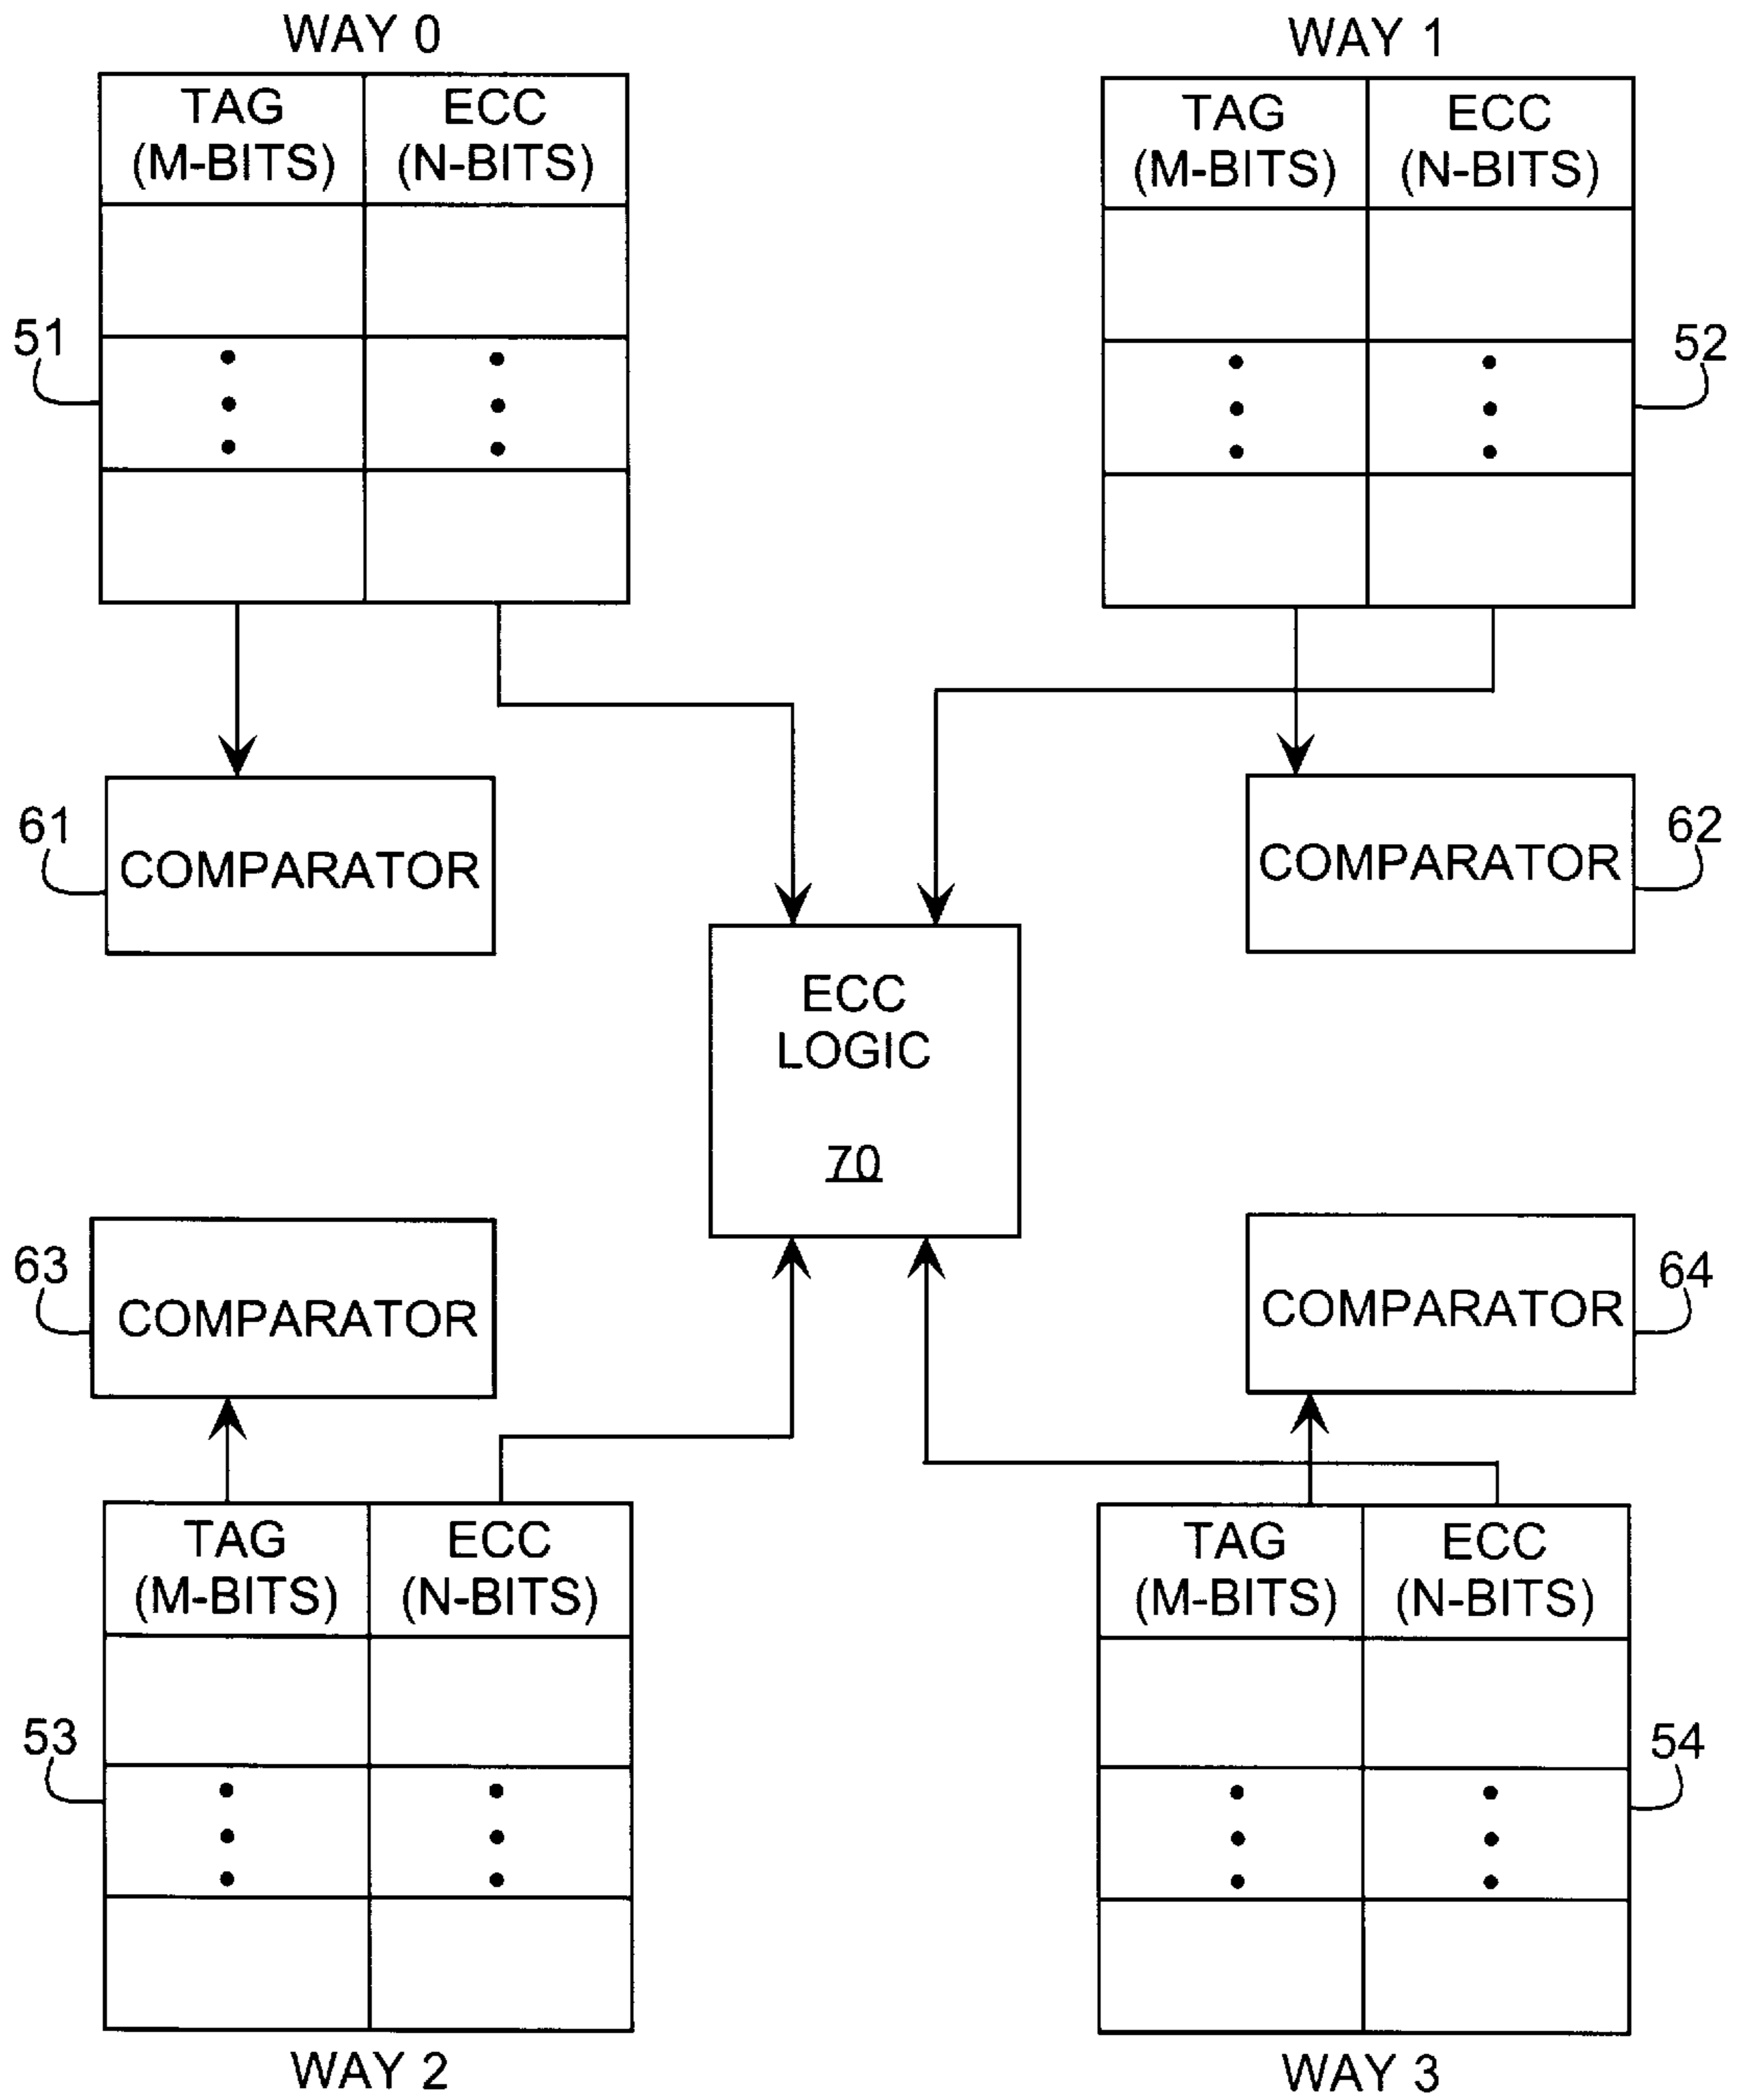 WAY 0
WAY 1
TAG
(M-BITS)
ECC
(N-BITS)
TAG
(M-BITS)
ECC
(N-BITS)
51
52
61
COMPARATOR
62
COMPARATOR
ECC
LOGIC
70
63
COMPARATOR
64
COMPARATOR
TAG
(M-BITS)
ECC
(N-BITS)
TAG
(M-BITS)
ECC
(N-BITS)
53
54
WAY 2
WAY 3